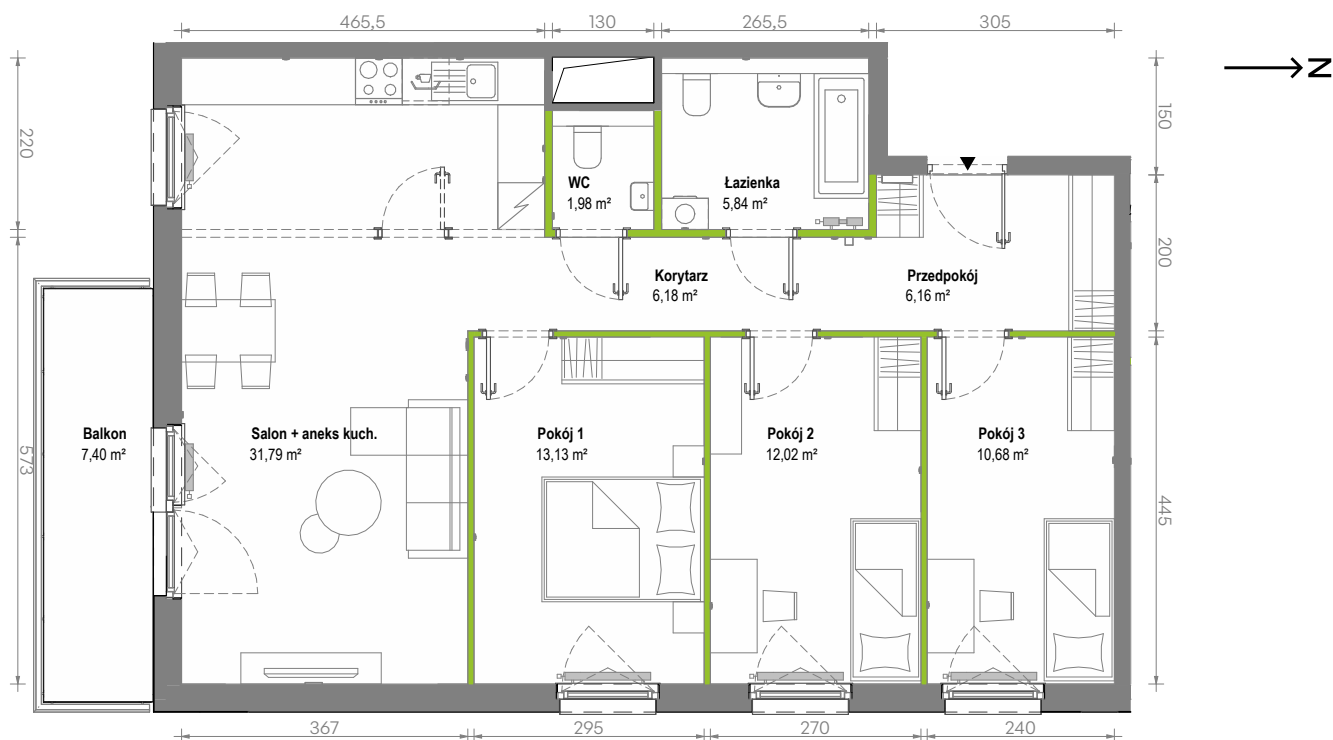 465,5
130
265,5
305
N
220
150
WC
1,98 m²
Łazienka
5,84 m²
200
Korytarz
6,18 m²
Przedpokój
6,16 m²
Balkon
7,40 m²
573
Salon + aneks kuch.
31,79 m²
Pokój 1
13,13 m²
Pokój 2
12,02 m²
Pokój 3
10,68 m²
445
367
295
270
240